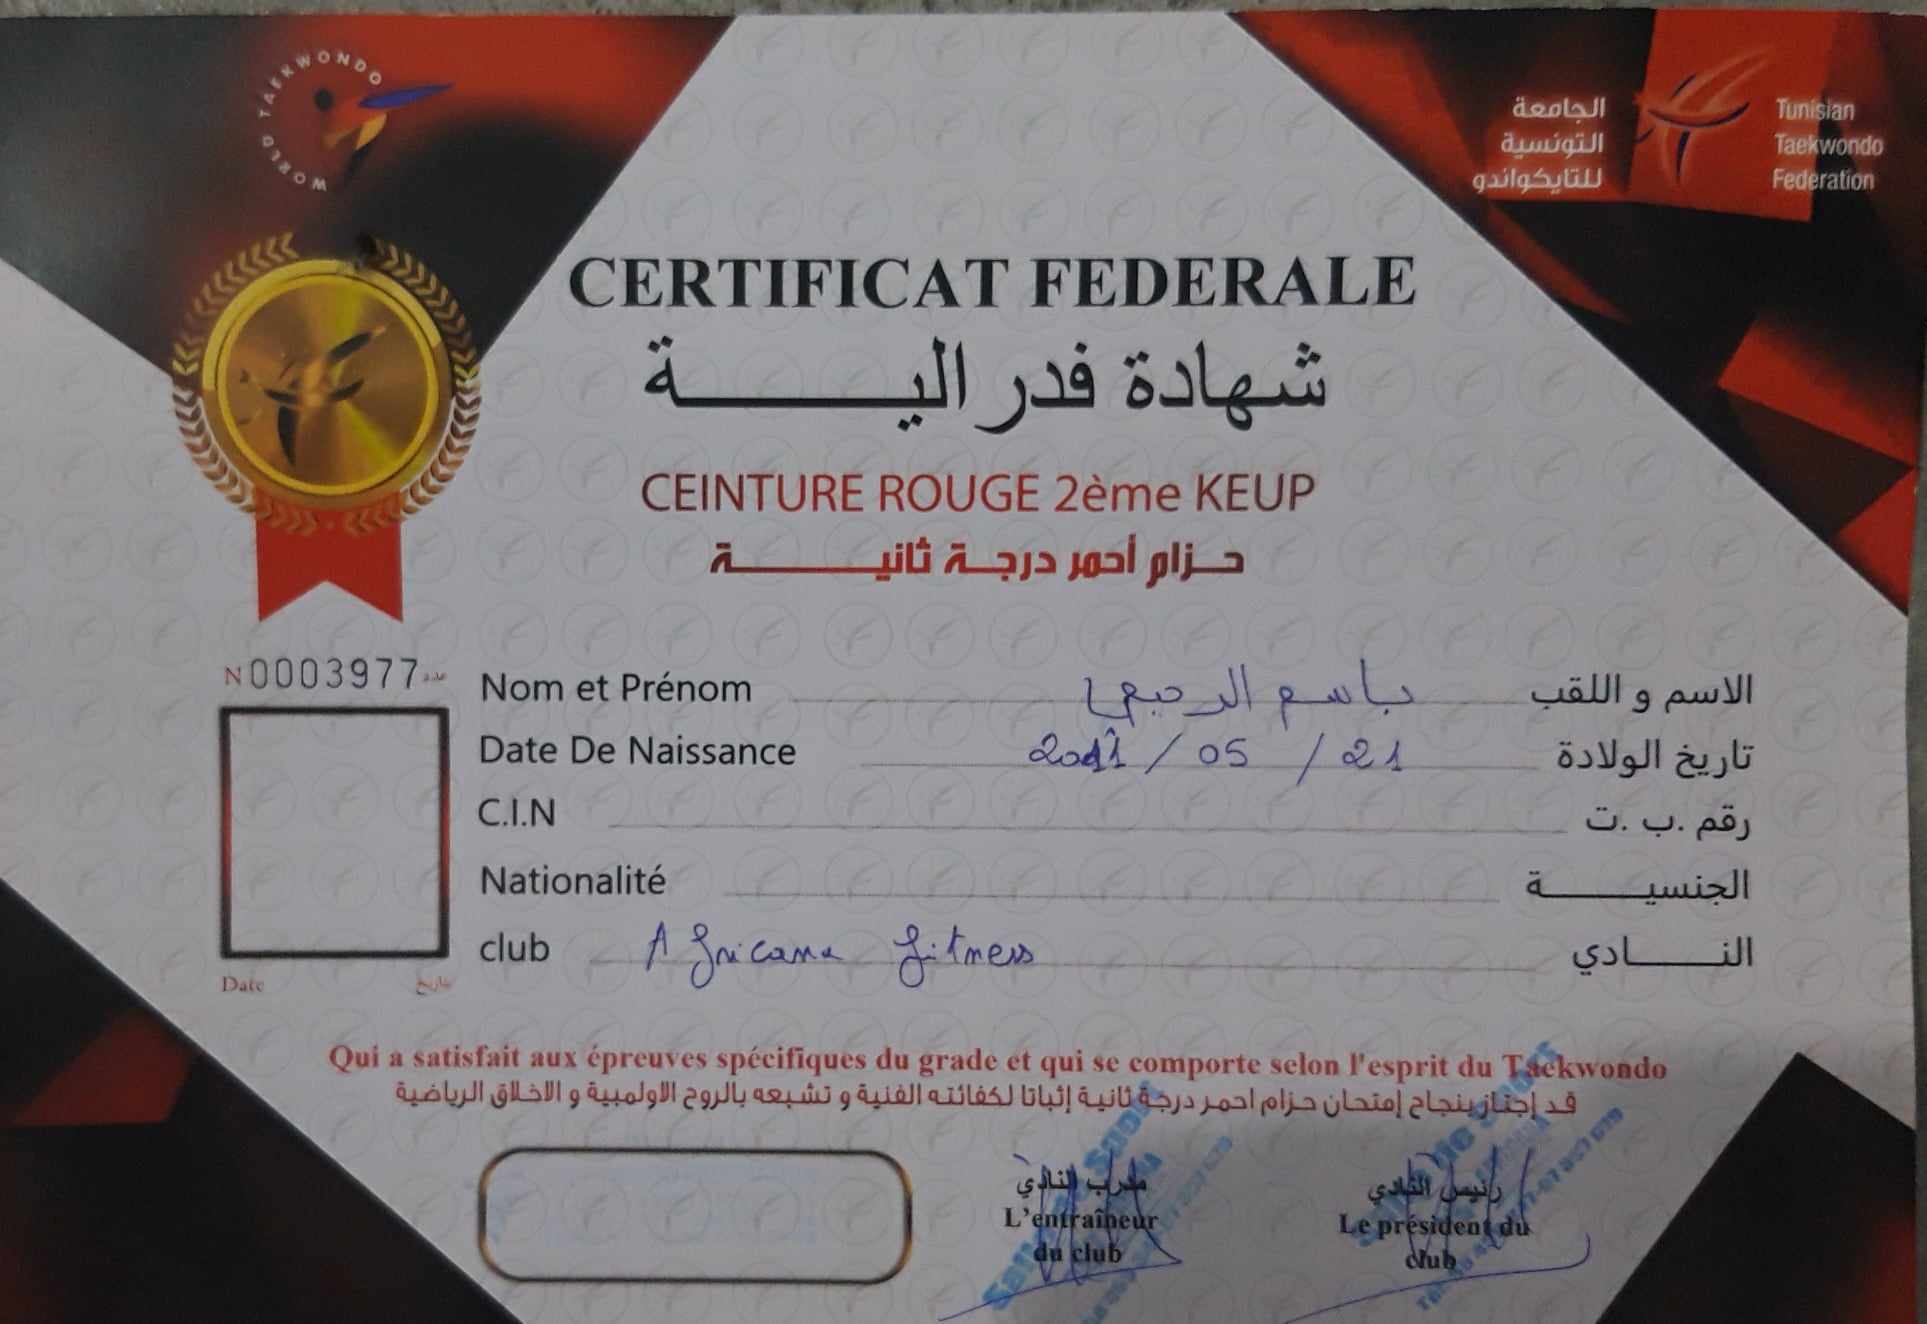 WORLD TAEKWONDO
الجامعة
التونسية
للتايكواندو
Tunisian
Taekwondo
Federation
CERTIFICAT FEDERALE
شهادة فدرالية
CEINTURE ROUGE 2ème KEUP
حزام أحمر درجة ثانية
N 0003977 عدد
Nom et Prénom باسم الرحيمي الاسم و اللقب
Date De Naissance 2011 / 05 / 21 تاريخ الولادة
C.I.N رقم .ب .ت
Nationalité الجنسية
club Africana fitness النادي
Date تاريخ
Qui a satisfait aux épreuves spécifiques du grade et qui se comporte selon l'esprit du Taekwondo
قد إجتاز بنجاح إمتحان حزام احمر درجة ثانية إثباتا لكفائته الفنية و تشبعه بالروح الاولمبية و الاخلاق الرياضية
مدرب النادي
L'entraîneur
du club
رئيس النادي
Le président du
club